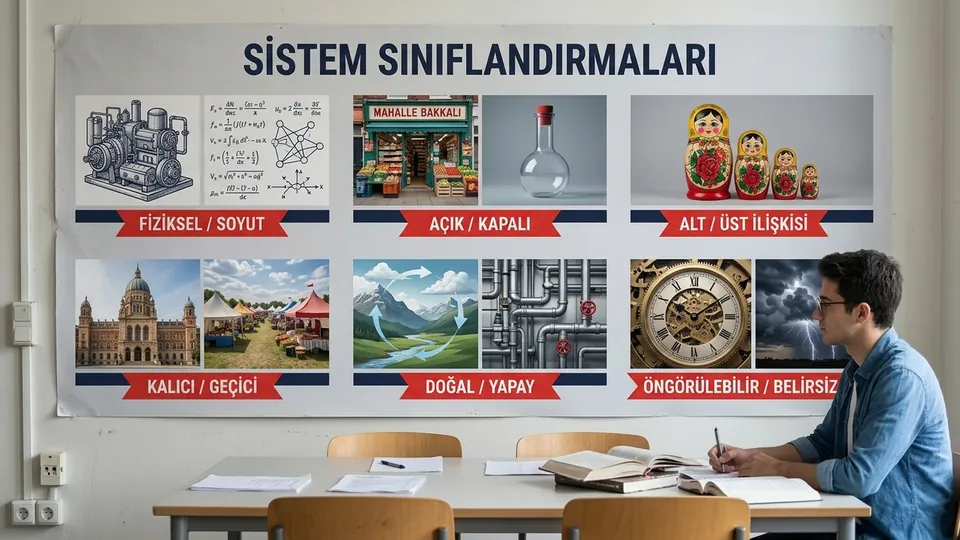 SİSTEM SINIFLANDIRMALARI
MAHALLE BAKKALI
FİZİKSEL / SOYUT
AÇIK / KAPALI
ALT / ÜST İLİŞKİSİ
KALICI / GEÇİCİ
DOĞAL / YAPAY
ÖNGÖRÜLEBİLİR / BELİRSİZ